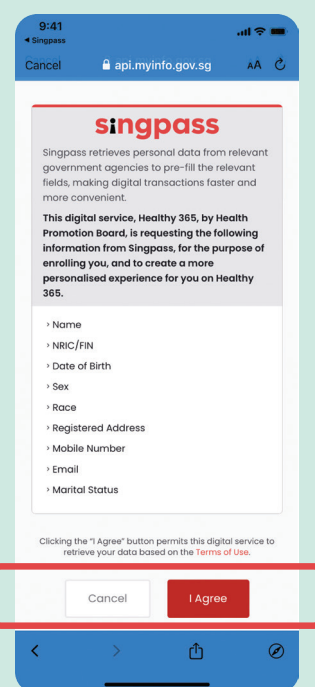 9:41
Singpass
Cancel
api.myinfo.gov.sg
AA
singpass
Singpass retrieves personal data from relevant
government agencies to pre-fill the relevant
fields, making digital transactions faster and
more convenient.
This digital service, Healthy 365, by Health
Promotion Board, is requesting the following
information from Singpass, for the purpose of
enrolling you, and to create a more
personalised experience for you on Healthy
365.
Name
NRIC/FIN
Date of Birth
Sex
Race
Registered Address
Mobile Number
Email
Marital Status
Clicking the "I Agree" button permits this digital service to
retrieve your data based on the Terms of Use.
Cancel
I Agree